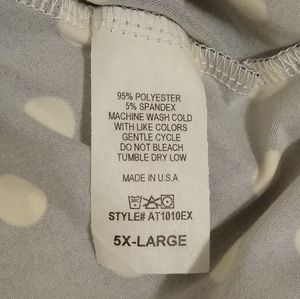 95% POLYESTER
5% SPANDEX
MACHINE WASH COLD
WITH LIKE COLORS
GENTLE CYCLE
DO NOT BLEACH
TUMBLE DRY LOW
MADE IN U.S.A.
STYLE# AT1010EX
5X-LARGE